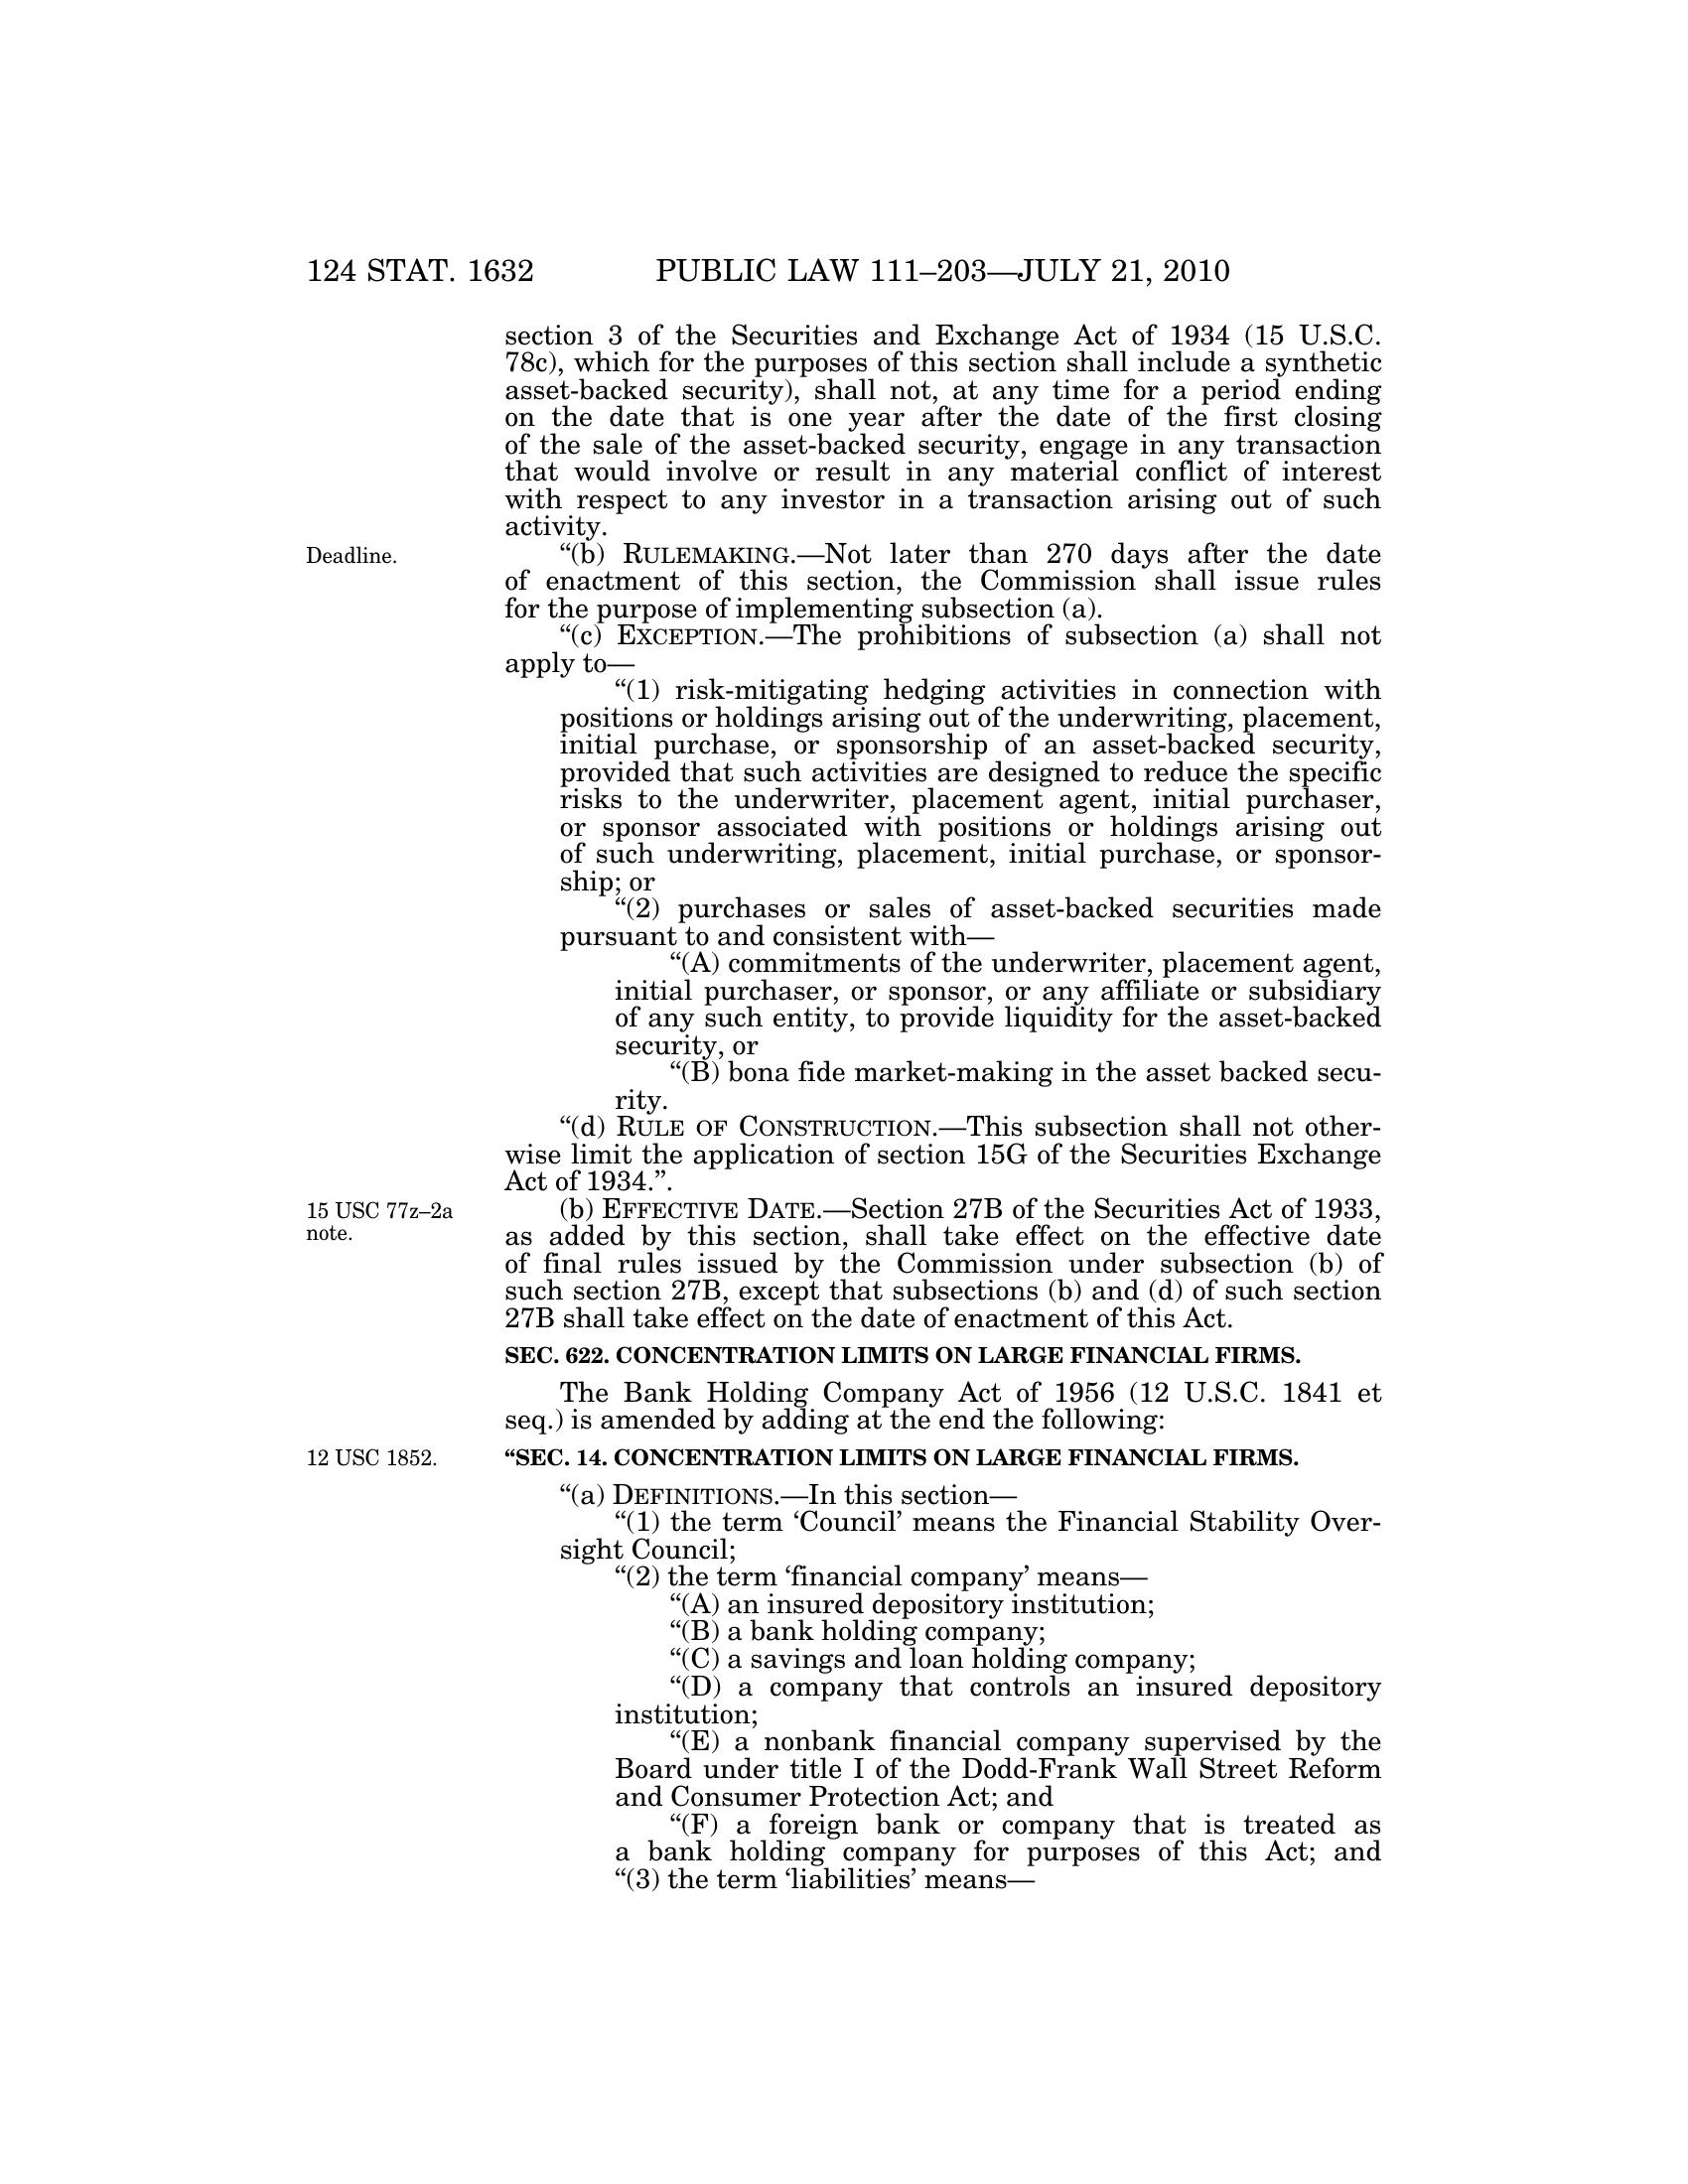 124 STAT. 1632 PUBLIC LAW 111–203—JULY 21, 2010
section 3 of the Securities and Exchange Act of 1934 (15 U.S.C.
78c), which for the purposes of this section shall include a synthetic
asset-backed security), shall not, at any time for a period ending
on the date that is one year after the date of the first closing
of the sale of the asset-backed security, engage in any transaction
that would involve or result in any material conflict of interest
with respect to any investor in a transaction arising out of such
activity.
Deadline.
“(b) RULEMAKING.—Not later than 270 days after the date
of enactment of this section, the Commission shall issue rules
for the purpose of implementing subsection (a).
“(c) EXCEPTION.—The prohibitions of subsection (a) shall not
apply to—
“(1) risk-mitigating hedging activities in connection with
positions or holdings arising out of the underwriting, placement,
initial purchase, or sponsorship of an asset-backed security,
provided that such activities are designed to reduce the specific
risks to the underwriter, placement agent, initial purchaser,
or sponsor associated with positions or holdings arising out
of such underwriting, placement, initial purchase, or sponsor-
ship; or
“(2) purchases or sales of asset-backed securities made
pursuant to and consistent with—
“(A) commitments of the underwriter, placement agent,
initial purchaser, or sponsor, or any affiliate or subsidiary
of any such entity, to provide liquidity for the asset-backed
security, or
“(B) bona fide market-making in the asset backed secu-
rity.
“(d) RULE OF CONSTRUCTION.—This subsection shall not other-
wise limit the application of section 15G of the Securities Exchange
Act of 1934.”.
15 USC 77z–2a
note.
(b) EFFECTIVE DATE.—Section 27B of the Securities Act of 1933,
as added by this section, shall take effect on the effective date
of final rules issued by the Commission under subsection (b) of
such section 27B, except that subsections (b) and (d) of such section
27B shall take effect on the date of enactment of this Act.
SEC. 622. CONCENTRATION LIMITS ON LARGE FINANCIAL FIRMS.
The Bank Holding Company Act of 1956 (12 U.S.C. 1841 et
seq.) is amended by adding at the end the following:
12 USC 1852.
“SEC. 14. CONCENTRATION LIMITS ON LARGE FINANCIAL FIRMS.
“(a) DEFINITIONS.—In this section—
“(1) the term ‘Council’ means the Financial Stability Over-
sight Council;
“(2) the term ‘financial company’ means—
“(A) an insured depository institution;
“(B) a bank holding company;
“(C) a savings and loan holding company;
“(D) a company that controls an insured depository
institution;
“(E) a nonbank financial company supervised by the
Board under title I of the Dodd-Frank Wall Street Reform
and Consumer Protection Act; and
“(F) a foreign bank or company that is treated as
a bank holding company for purposes of this Act; and
“(3) the term ‘liabilities’ means—